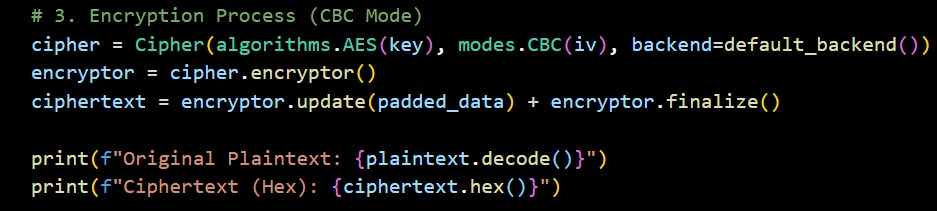 # 3. Encryption Process (CBC Mode)
cipher = Cipher(algorithms.AES(key), modes.CBC(iv), backend=default_backend())
encryptor = cipher.encryptor()
ciphertext = encryptor.update(padded_data) + encryptor.finalize()
print(f"Original Plaintext: {plaintext.decode()}")
print(f"Ciphertext (Hex): {ciphertext.hex()}")